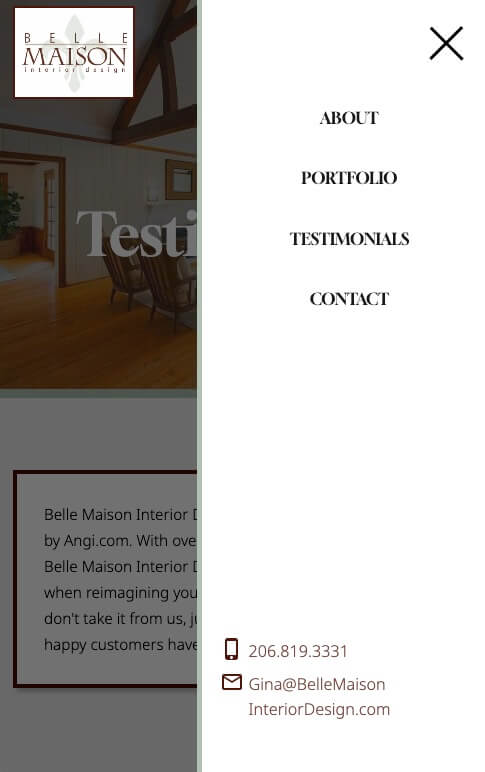 BELLE
MAISON
interior design
ABOUT
PORTFOLIO
TESTIMONIALS
CONTACT
Testi
Belle Maison Interior
by Angi.com. With ove
Belle Maison Interior
when reimagining you
don't take it from us, ju
happy customers have
206.819.3331
Gina@BelleMaison
InteriorDesign.com